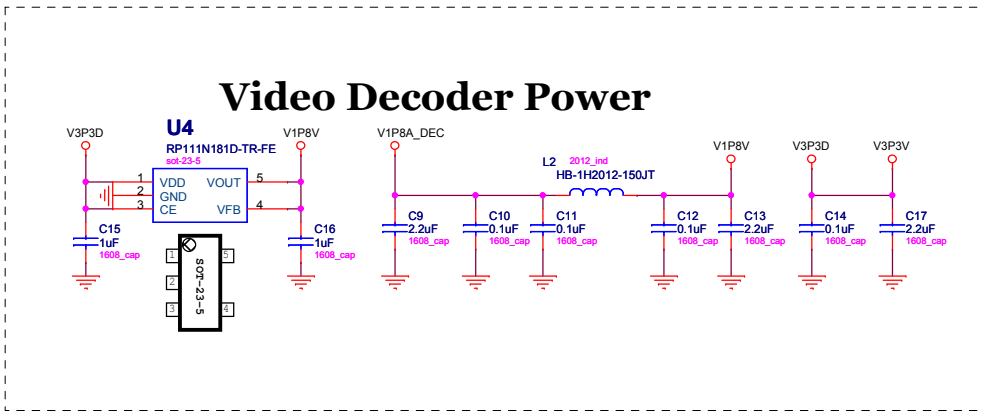 Video Decoder Power
V3P3D
U4
RP111N181D-TR-FE
sot-23-5
V1P8V
1 VDD VOUT 5
2 GND
3 CE VFB 4
C15
1uF
1608_cap
C16
1uF
1608_cap
1 5
2
3 4
SOT-23-5
V1P8A_DEC
L2 2012_ind
HB-1H2012-150JT
V1P8V
V3P3D
V3P3V
C9
2.2uF
1608_cap
C10
0.1uF
1608_cap
C11
0.1uF
1608_cap
C12
0.1uF
1608_cap
C13
2.2uF
1608_cap
C14
0.1uF
1608_cap
C17
2.2uF
1608_cap